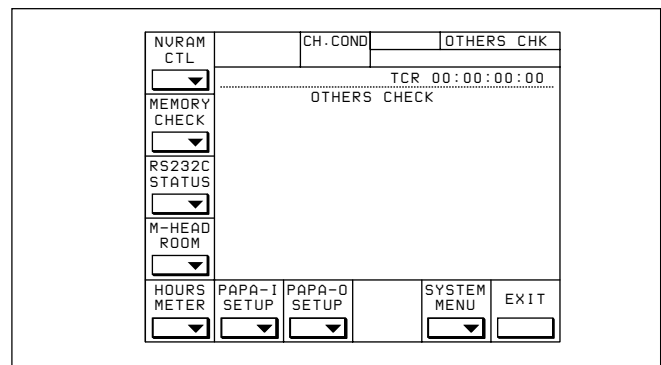 NVRAM CTL
CH.COND
OTHERS CHK
TCR 00:00:00:00
OTHERS CHECK
MEMORY CHECK
RS232C STATUS
M-HEAD ROOM
HOURS METER
PAPA-I SETUP
PAPA-O SETUP
SYSTEM MENU
EXIT